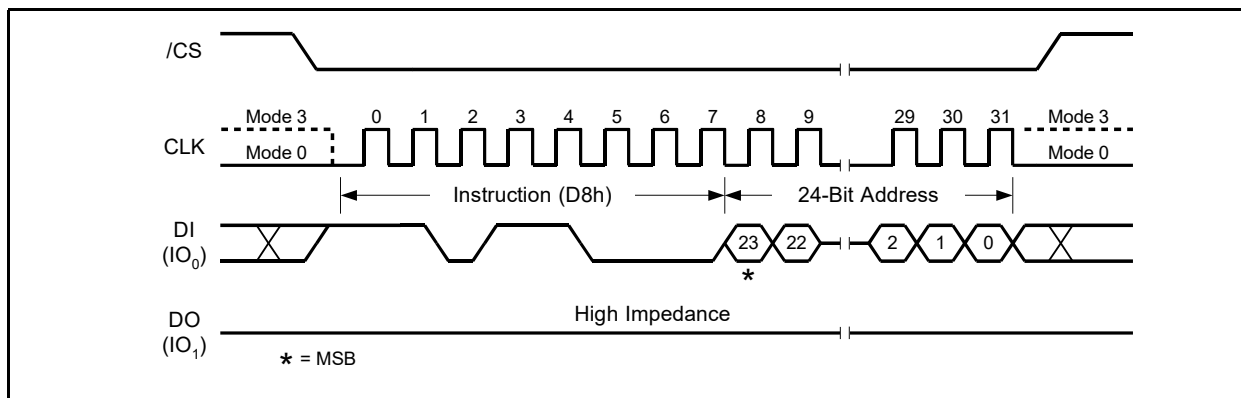 /CS
Mode 3 0 1 2 3 4 5 6 7 8 9 29 30 31 Mode 3
CLK
Mode 0 Mode 0
Instruction (D8h) 24-Bit Address
DI
(IO₀)
23 22 2 1 0
*
High Impedance
DO
(IO₁)
* = MSB